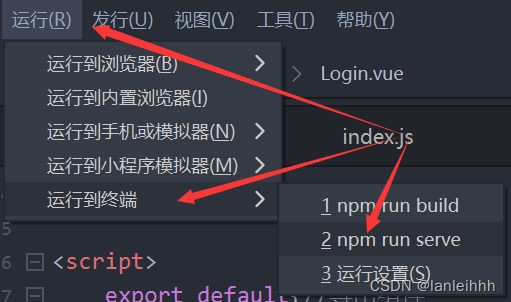 运行(R) 发行(U) 视图(V) 工具(T) 帮助(Y)
运行到浏览器(B)
运行到内置浏览器(I)
运行到手机或模拟器(N)
运行到小程序模拟器(M)
运行到终端
Login.vue
index.js
1 npm run build
2 npm run serve
3 运行设置(S)
5
6 <script>
7 export default
CSDN @lanleihhh